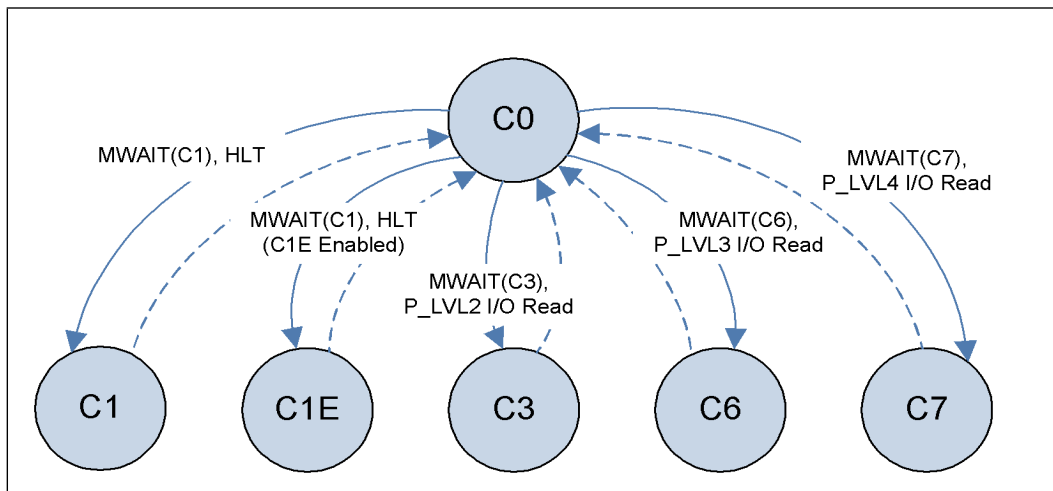 C0
MWAIT(C1), HLT
MWAIT(C1), HLT
(C1E Enabled)
MWAIT(C3),
P_LVL2 I/O Read
MWAIT(C6),
P_LVL3 I/O Read
MWAIT(C7),
P_LVL4 I/O Read
C1
C1E
C3
C6
C7